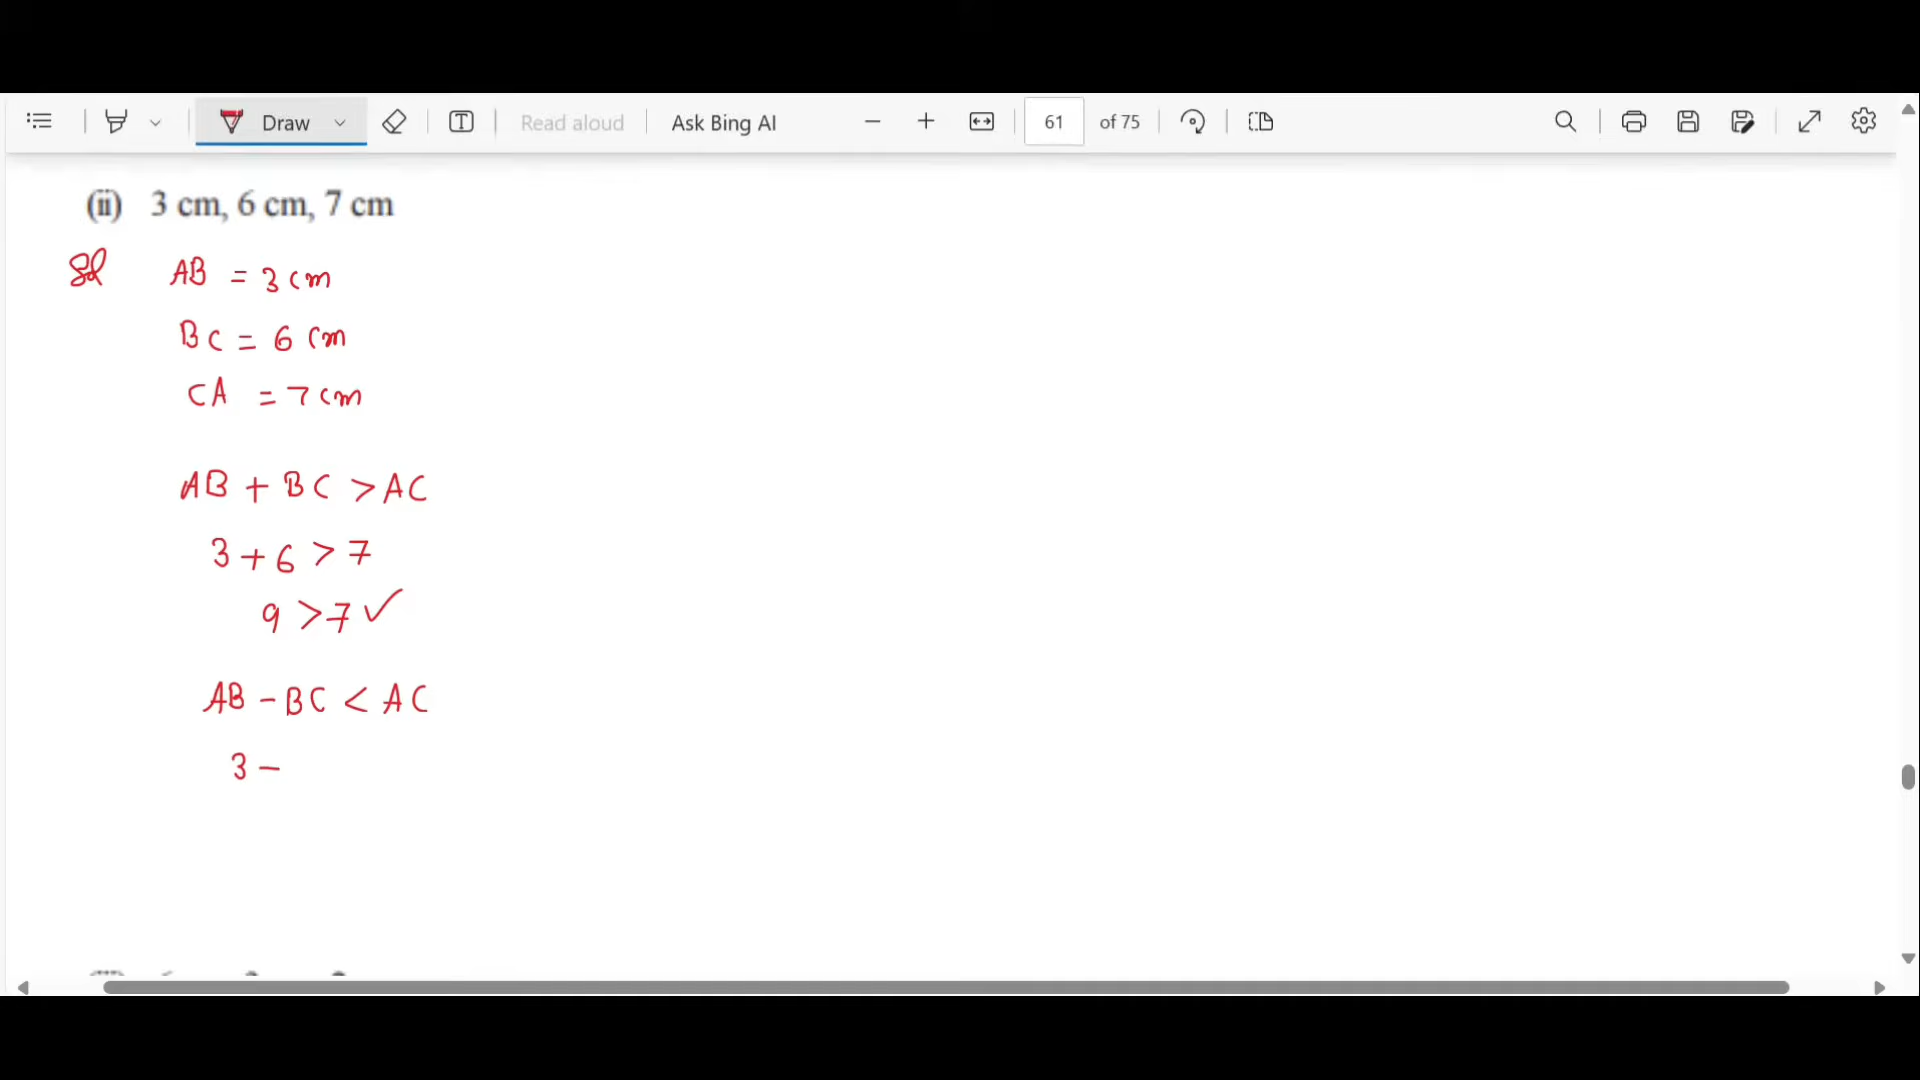 Draw Read aloud Ask Bing AI 61 of 75
(ii) 3 cm, 6 cm, 7 cm
Sol AB = 3 cm
BC = 6 cm
CA = 7 cm
AB + BC > AC
3 + 6 > 7
9 > 7 ✓
AB - BC < AC
3 -